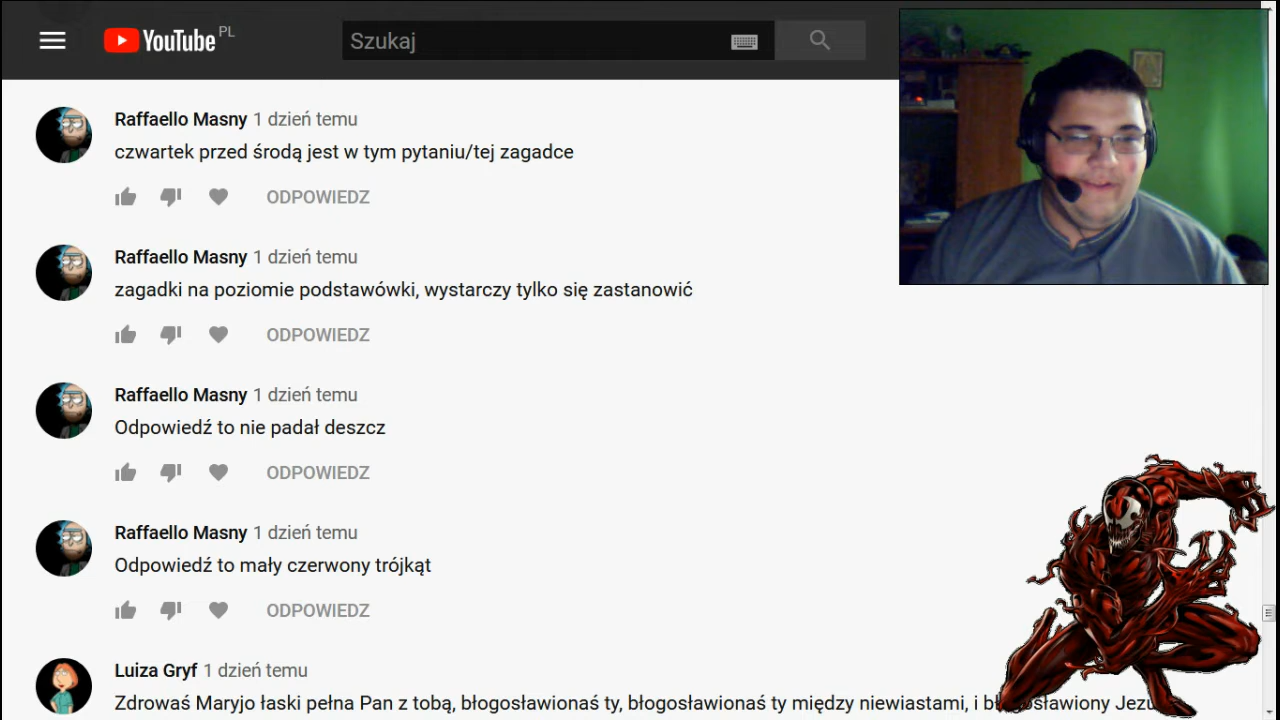 YouTube PL
Szukaj
Raffaello Masny 1 dzień temu
czwartek przed środą jest w tym pytaniu/tej zagadce
ODPOWIEDZ
Raffaello Masny 1 dzień temu
zagadki na poziomie podstawówki, wystarczy tylko się zastanowić
ODPOWIEDZ
Raffaello Masny 1 dzień temu
Odpowiedź to nie padał deszcz
ODPOWIEDZ
Raffaello Masny 1 dzień temu
Odpowiedź to mały czerwony trójkąt
ODPOWIEDZ
Luiza Gryf 1 dzień temu
Zdrowaś Maryjo łaski pełna Pan z tobą, błogosławionaś ty, błogosławionaś ty między niewiastami, i